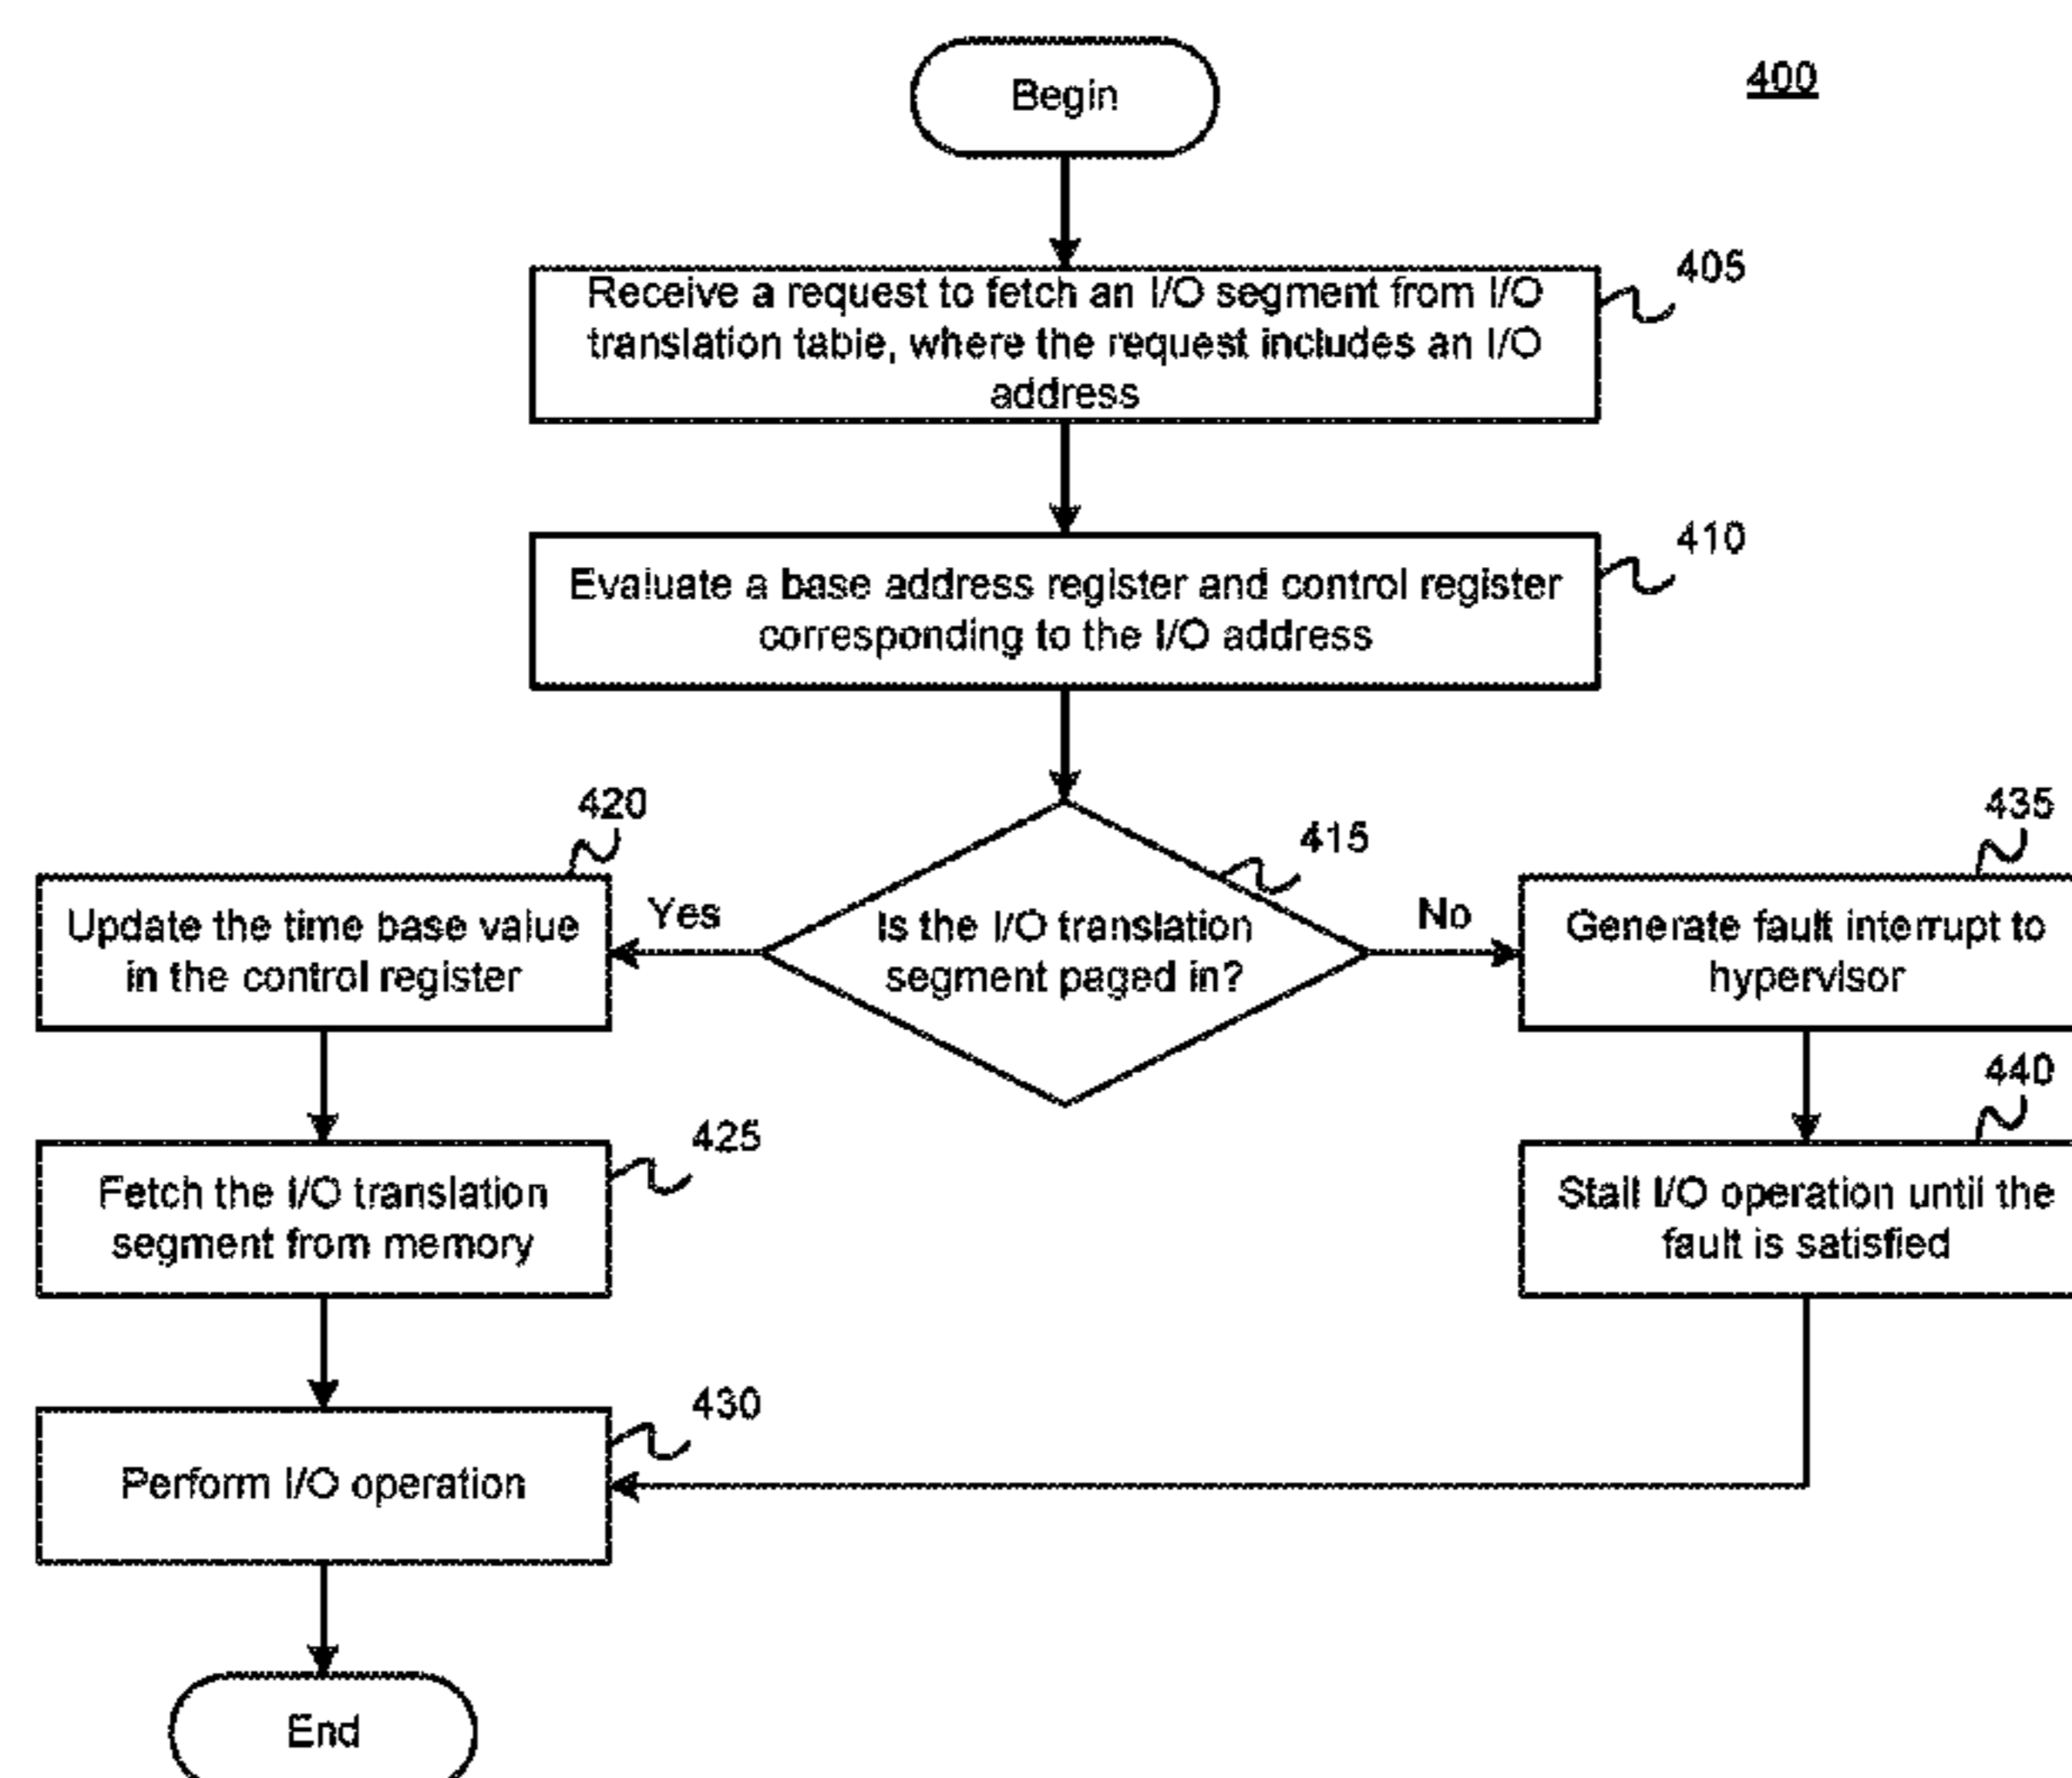 Begin
400
405
Receive a request to fetch an I/O segment from I/O
translation table, where the request includes an I/O
address
410
Evaluate a base address register and control register
corresponding to the I/O address
415
Is the I/O translation
segment paged in?
Yes
No
420
Update the time base value
in the control register
435
Generate fault interrupt to
hypervisor
425
Fetch the I/O translation
segment from memory
440
Stall I/O operation until the
fault is satisfied
430
Perform I/O operation
End